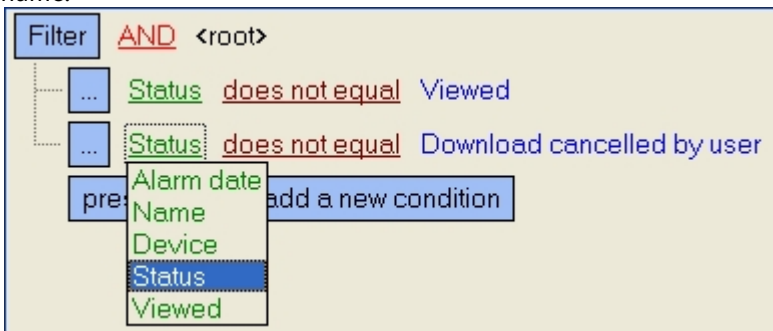 name.
Filter AND <root>
... Status does not equal Viewed
... Status does not equal Download cancelled by user
Alarm date
add a new condition
Name
Device
Status
Viewed